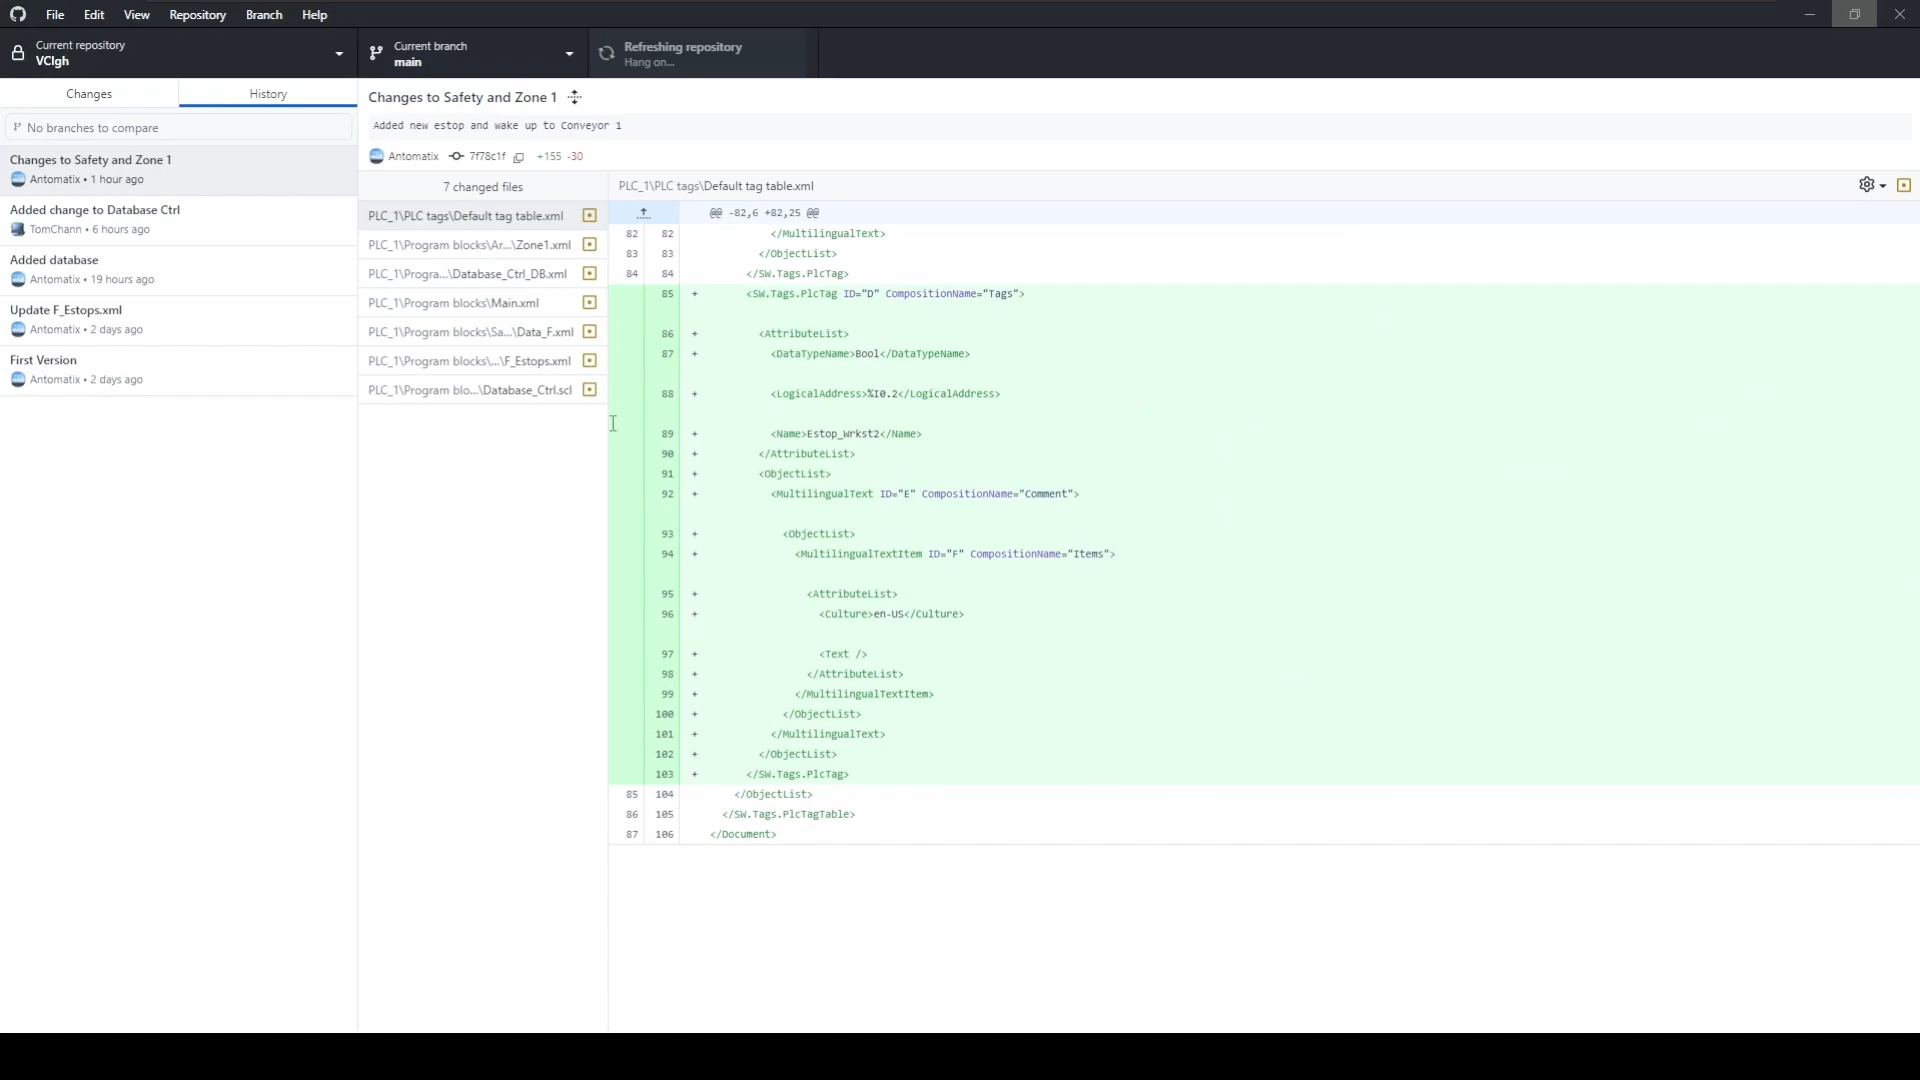 File Edit View Repository Branch Help
Current repository
VCIgh
Current branch
main
Refreshing repository
Hang on...
Changes
History
No branches to compare
Changes to Safety and Zone 1
Antomatix • 1 hour ago
Added change to Database Ctrl
TomChann • 6 hours ago
Added database
Antomatix • 19 hours ago
Update F_Estops.xml
Antomatix • 2 days ago
First Version
Antomatix • 2 days ago
Changes to Safety and Zone 1
Added new estop and wake up to Conveyor 1
Antomatix 7f78c1f +155 -30
7 changed files
PLC_1\PLC tags\Default tag table.xml
PLC_1\Program blocks\Ar...\Zone1.xml
PLC_1\Progra...\Database_Ctrl_DB.xml
PLC_1\Program blocks\Main.xml
PLC_1\Program blocks\Sa...\Data_F.xml
PLC_1\Program blocks\...\F_Estops.xml
PLC_1\Program blo...\Database_Ctrl.scl
PLC_1\PLC tags\Default tag table.xml
@@ -82,6 +82,25 @@
82 82 </MultilingualText>
83 83 </ObjectList>
84 84 </SW.Tags.PlcTag>
85 + <SW.Tags.PlcTag ID="D" CompositionName="Tags">
86 + <AttributeList>
87 + <DataTypeName>Bool</DataTypeName>
88 + <LogicalAddress>%I0.2</LogicalAddress>
89 + <Name>Estop_Wrkst2</Name>
90 + </AttributeList>
91 + <ObjectList>
92 + <MultilingualText ID="E" CompositionName="Comment">
93 + <ObjectList>
94 + <MultilingualTextItem ID="F" CompositionName="Items">
95 + <AttributeList>
96 + <Culture>en-US</Culture>
97 + <Text />
98 + </AttributeList>
99 + </MultilingualTextItem>
100 + </ObjectList>
101 + </MultilingualText>
102 + </ObjectList>
103 + </SW.Tags.PlcTag>
85 104 </ObjectList>
86 105 </SW.Tags.PlcTagTable>
87 106 </Document>